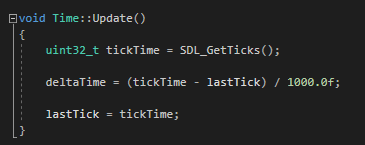 void Time::Update()
{
uint32_t tickTime = SDL_GetTicks();
deltaTime = (tickTime - lastTick) / 1000.0f;
lastTick = tickTime;
}